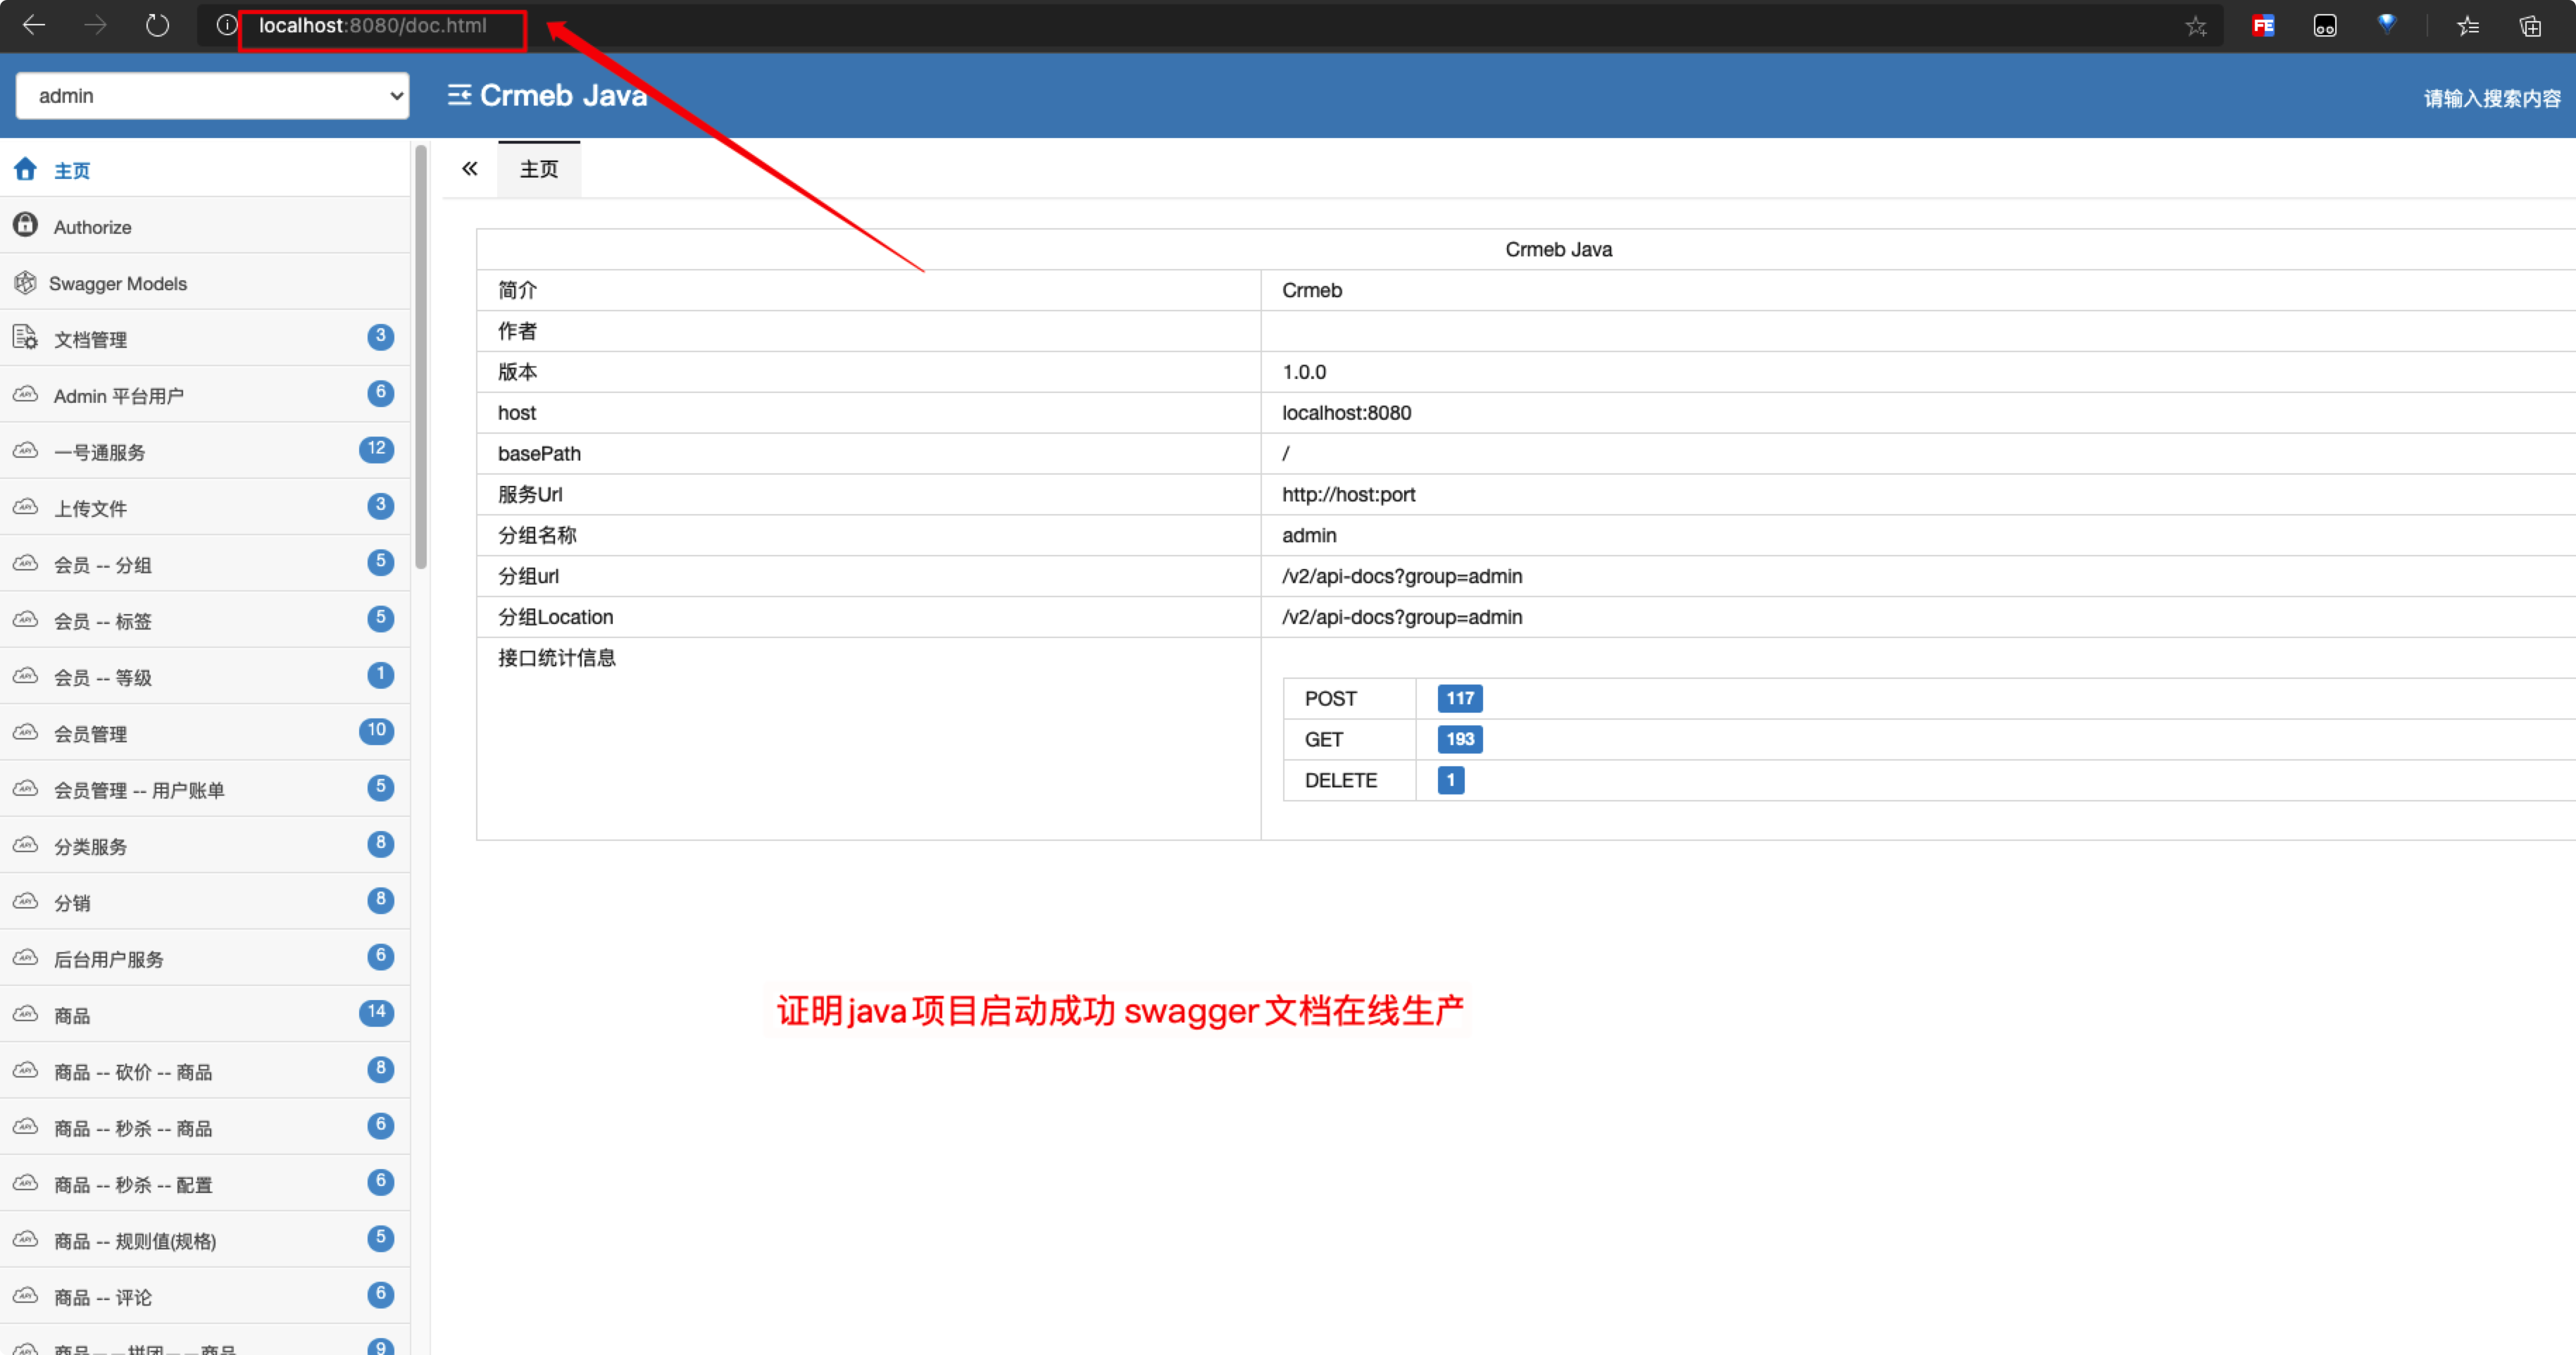 localhost:8080/doc.html
FE
admin
Crmeb Java
请输入搜索内容
主页
Authorize
Swagger Models
文档管理 3
Admin 平台用户 6
一号通服务 12
上传文件 3
会员 -- 分组 5
会员 -- 标签 5
会员 -- 等级 1
会员管理 10
会员管理 -- 用户账单 5
分类服务 8
分销 8
后台用户服务 6
商品 14
商品 -- 砍价 -- 商品 8
商品 -- 秒杀 -- 商品 6
商品 -- 秒杀 -- 配置 6
商品 -- 规则值(规格) 5
商品 -- 评论 6
商品－－拼团－－商品 9
主页
Crmeb Java
简介 Crmeb
作者
版本 1.0.0
host localhost:8080
basePath /
服务Url http://host:port
分组名称 admin
分组url /v2/api-docs?group=admin
分组Location /v2/api-docs?group=admin
接口统计信息
POST 117
GET 193
DELETE 1
证明java项目启动成功 swagger文档在线生产